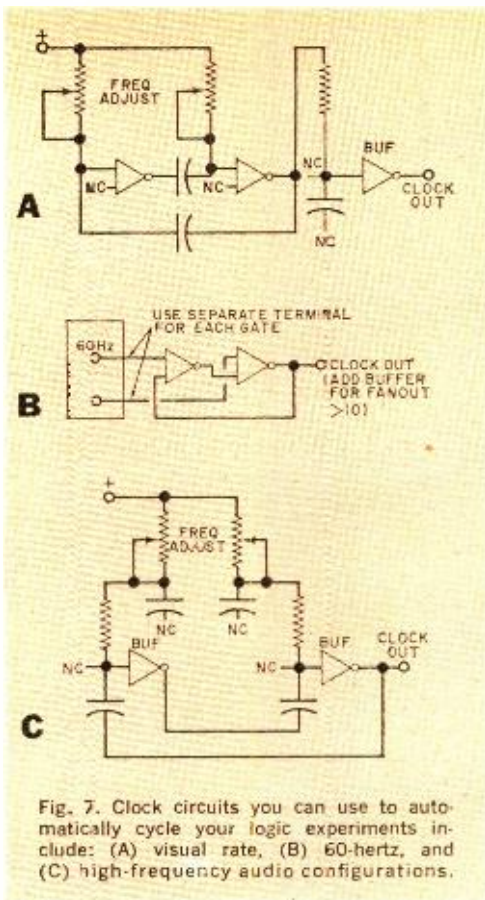 +
FREQ
ADJUST
NC
NC
NC
BUF
CLOCK
OUT
NC
A
USE SEPARATE TERMINAL
FOR EACH GATE
60Hz
CLOCK OUT
(ADD BUFFER
FOR FANOUT
>10)
B
+
FREQ
ADJUST
NC
NC
BUF
BUF
CLOCK
OUT
NC
NC
C
Fig. 7. Clock circuits you can use to auto-
matically cycle your logic experiments in-
clude: (A) visual rate, (B) 60-hertz, and
(C) high-frequency audio configurations.